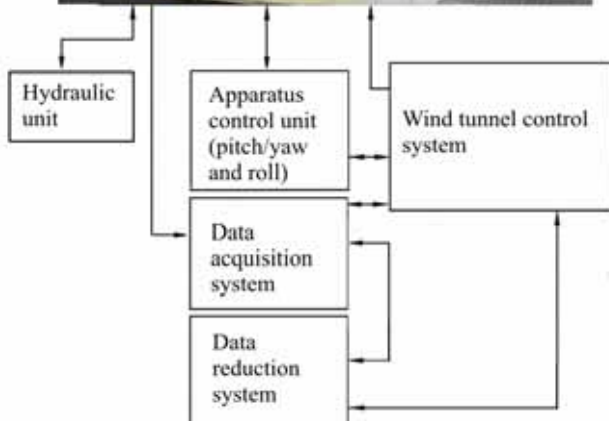 Hydraulic
unit
Apparatus
control unit
(pitch/yaw
and roll)
Wind tunnel control
system
Data
acquisition
system
Data
reduction
system